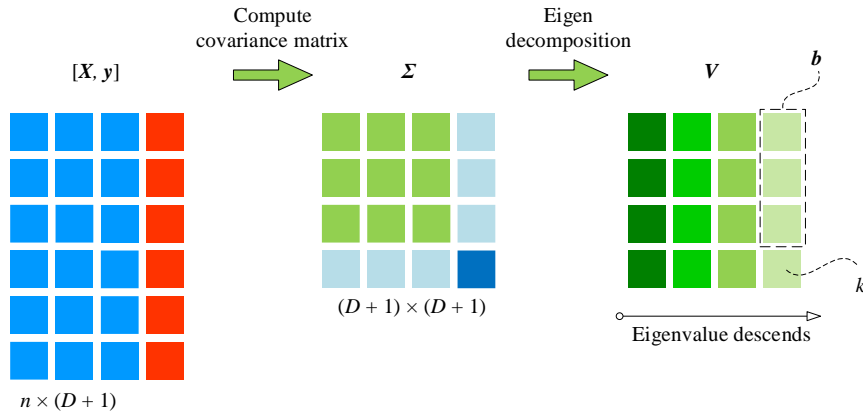 Compute
covariance matrix
Eigen
decomposition
[X, y]
Σ
V
b
k
(D + 1) × (D + 1)
Eigenvalue descends
n × (D + 1)